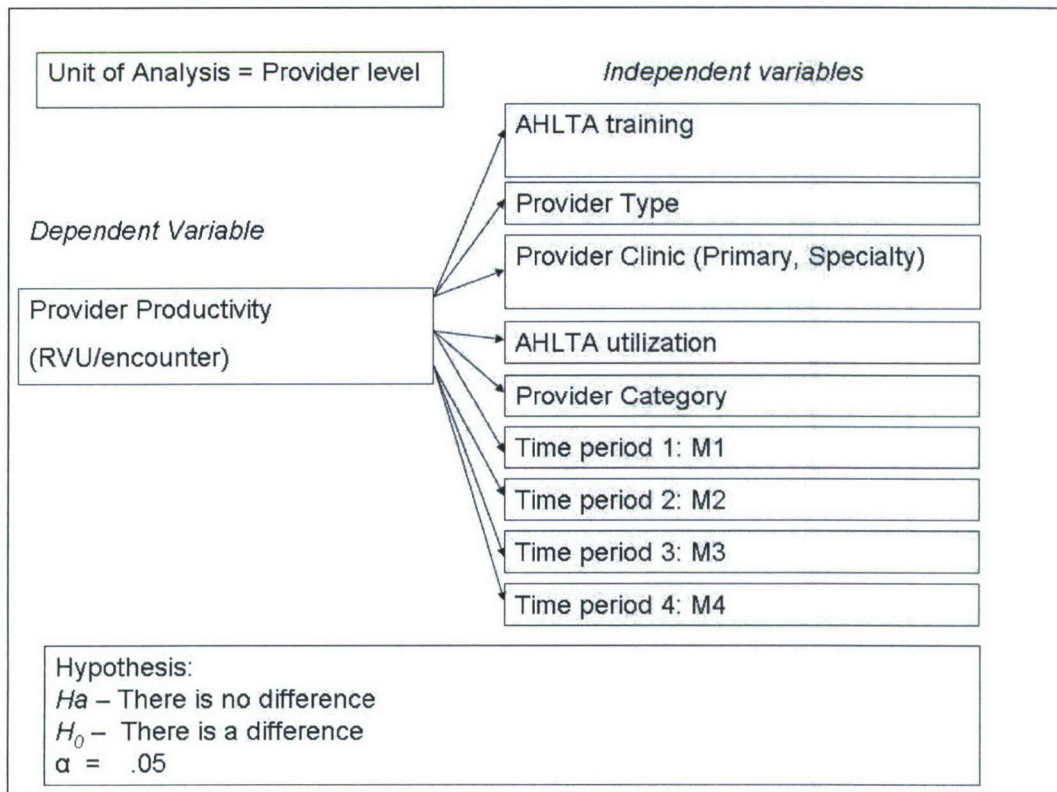 Unit of Analysis = Provider level
Independent variables
AHLTA training
Provider Type
Dependent Variable
Provider Clinic (Primary, Specialty)
Provider Productivity
(RVU/encounter)
AHLTA utilization
Provider Category
Time period 1: M1
Time period 2: M2
Time period 3: M3
Time period 4: M4
Hypothesis:
Ha – There is no difference
H₀ – There is a difference
α = .05